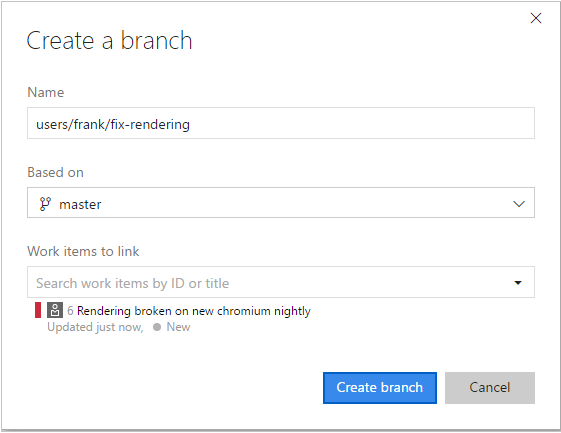 Create a branch
Name
users/frank/fix-rendering
Based on
master
Work items to link
Search work items by ID or title
6 Rendering broken on new chromium nightly
Updated just now, New
Create branch Cancel